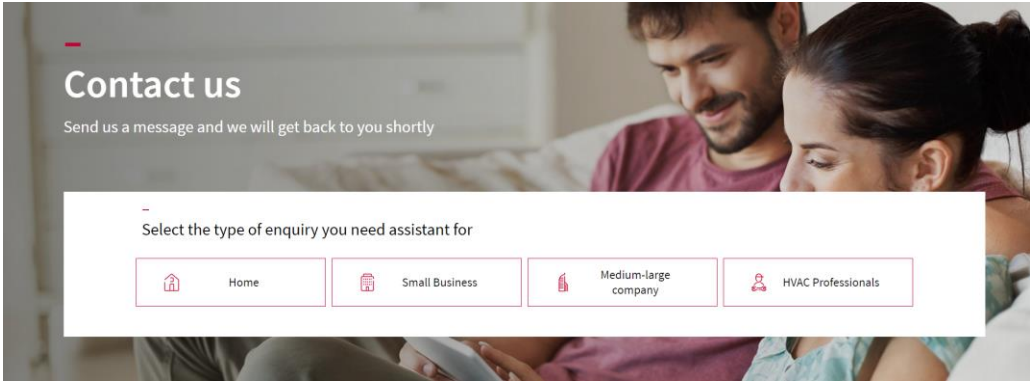 Contact us
Send us a message and we will get back to you shortly
Select the type of enquiry you need assistant for
Home
Small Business
Medium-large
company
HVAC Professionals